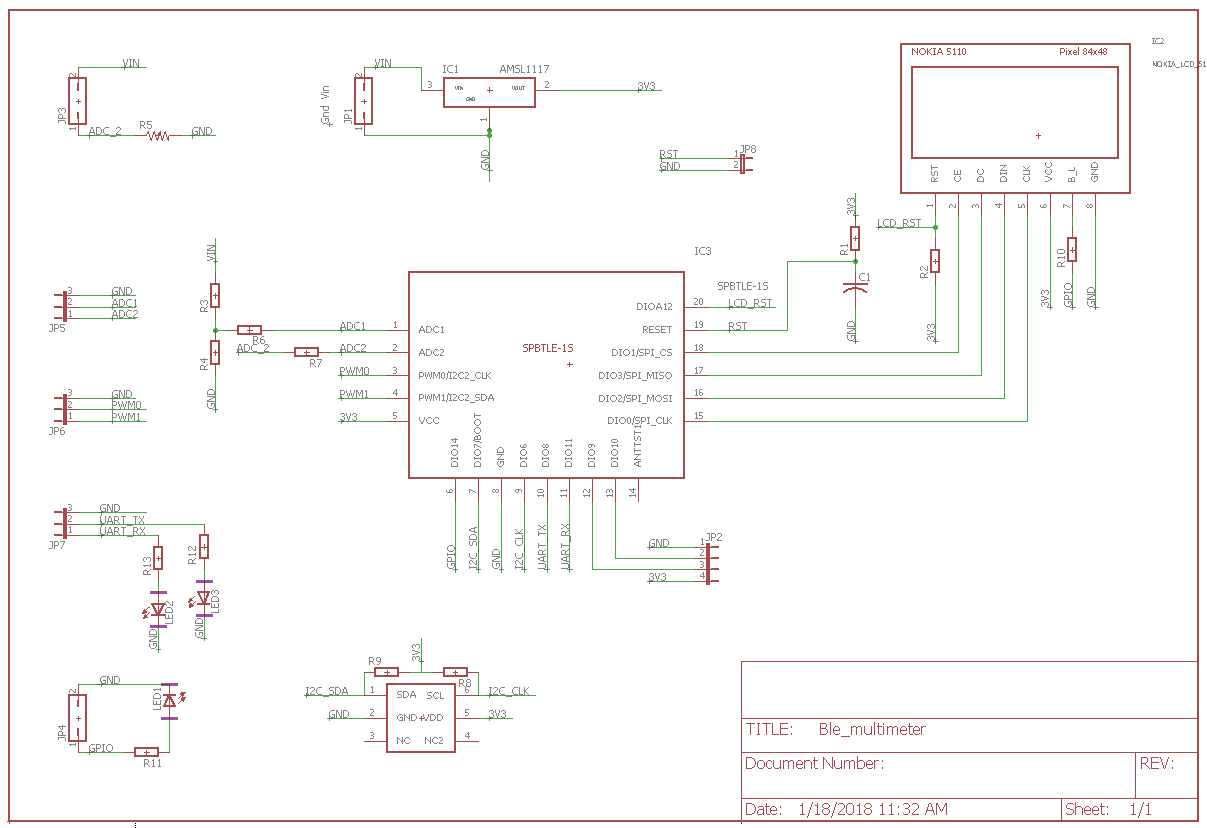 NOKIA 5110 Pixel 84x48
IC2
NOKIA_LCD_51
RST
CE
DC
DIN
CLK
VCC
B_L
GND
1
2
3
4
5
6
7
8
2
VIN
JP3
1
ADC_2
R5
GND
Gnd Vin
2
VIN
JP1
1
IC1
AMSL1117
3
VIN
VOUT
GND
2
3V3
1
GND
RST
GND
1
2
JP8
3V3
R1
C1
GND
LCD_RST
R2
3V3
3V3
R10
GPIO
GND
VIN
R3
R4
GND
R6
ADC1
ADC_2
R7
ADC2
PWM0
PWM1
3V3
JP5
3 GND
2 ADC1
1 ADC2
JP6
3 GND
2 PWM0
1 PWM1
IC3
SPBTLE-1S
SPBTLE-1S
1 ADC1
2 ADC2
3 PWM0/I2C2_CLK
4 PWM1/I2C2_SDA
5 VCC
DIOA12 20 LCD_RST
RESET 19 RST
DIO1/SPI_CS 18
DIO3/SPI_MISO 17
DIO2/SPI_MOSI 16
DIO0/SPI_CLK 15
DIO14
DIO7/BOOT
GND
DIO6
DIO8
DIO11
DIO9
DIO10
ANTTST1
6
7
8
9
10
11
12
13
14
GPIO
I2C_SDA
GND
I2C_CLK
UART_TX
UART_RX
JP2
GND 1
2
3
3V3 4
JP7
3 GND
2 UART_TX
1 UART_RX
R13
R12
LED2
LED3
GND
GND
2
GND
JP4
1
GPIO
LED1
R11
3V3
R9
R8
I2C_SDA 1 SDA SCL 6 I2C_CLK
GND 2 GND VDD 5 3V3
3 NC NC2 4
TITLE: Ble_multimeter
Document Number:
REV:
Date: 1/18/2018 11:32 AM
Sheet: 1/1